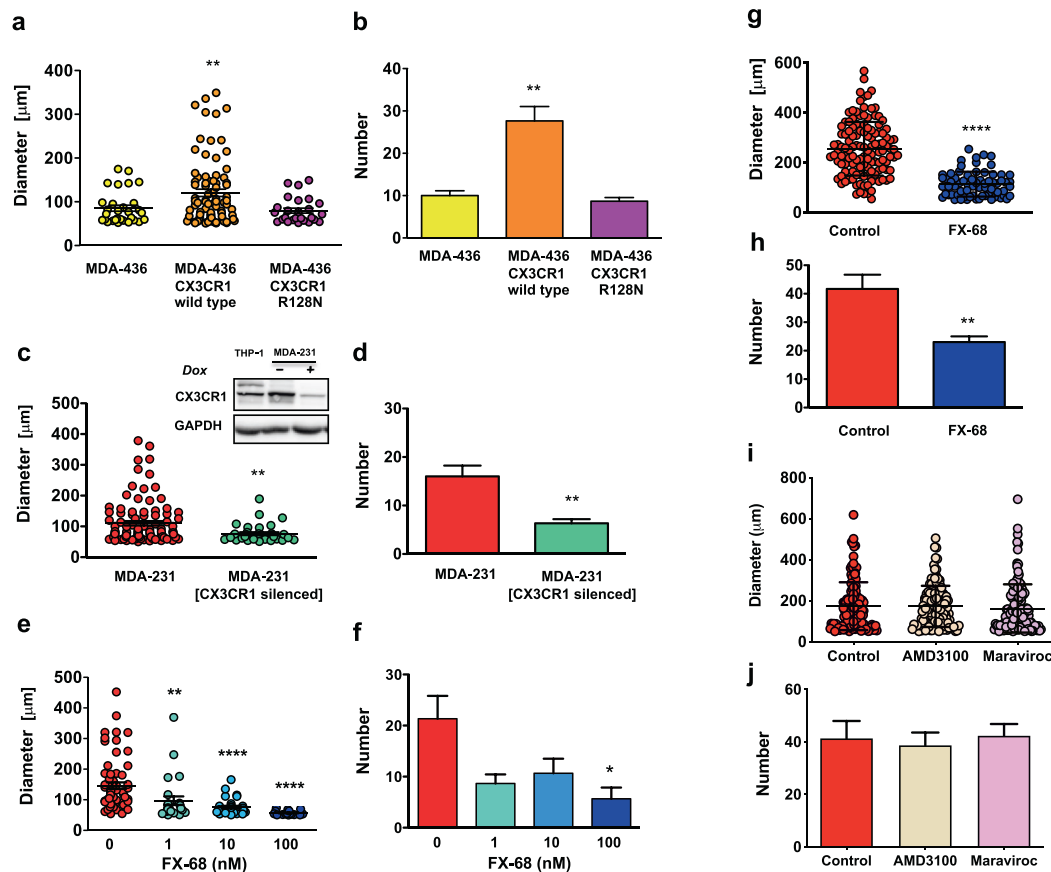 a
Diameter [µm]
400
300
200
100
0
**
MDA-436
MDA-436
CX3CR1
wild type
MDA-436
CX3CR1
R128N
b
Number
40
30
20
10
0
**
MDA-436
MDA-436
CX3CR1
wild type
MDA-436
CX3CR1
R128N
c
THP-1
MDA-231
Dox
–
+
CX3CR1
GAPDH
Diameter [µm]
500
400
300
200
100
0
**
MDA-231
MDA-231
[CX3CR1 silenced]
d
Number
30
20
10
0
**
MDA-231
MDA-231
[CX3CR1 silenced]
e
Diameter [µm]
500
400
300
200
100
0
**
****
****
0
1
10
100
FX-68 (nM)
f
Number
30
20
10
0
*
0
1
10
100
FX-68 (nM)
g
Diameter [µm]
600
400
200
0
****
Control
FX-68
h
Number
50
40
30
20
10
0
**
Control
FX-68
i
Diameter (µm)
800
600
400
200
0
Control
AMD3100
Maraviroc
j
Number
60
40
20
0
Control
AMD3100
Maraviroc